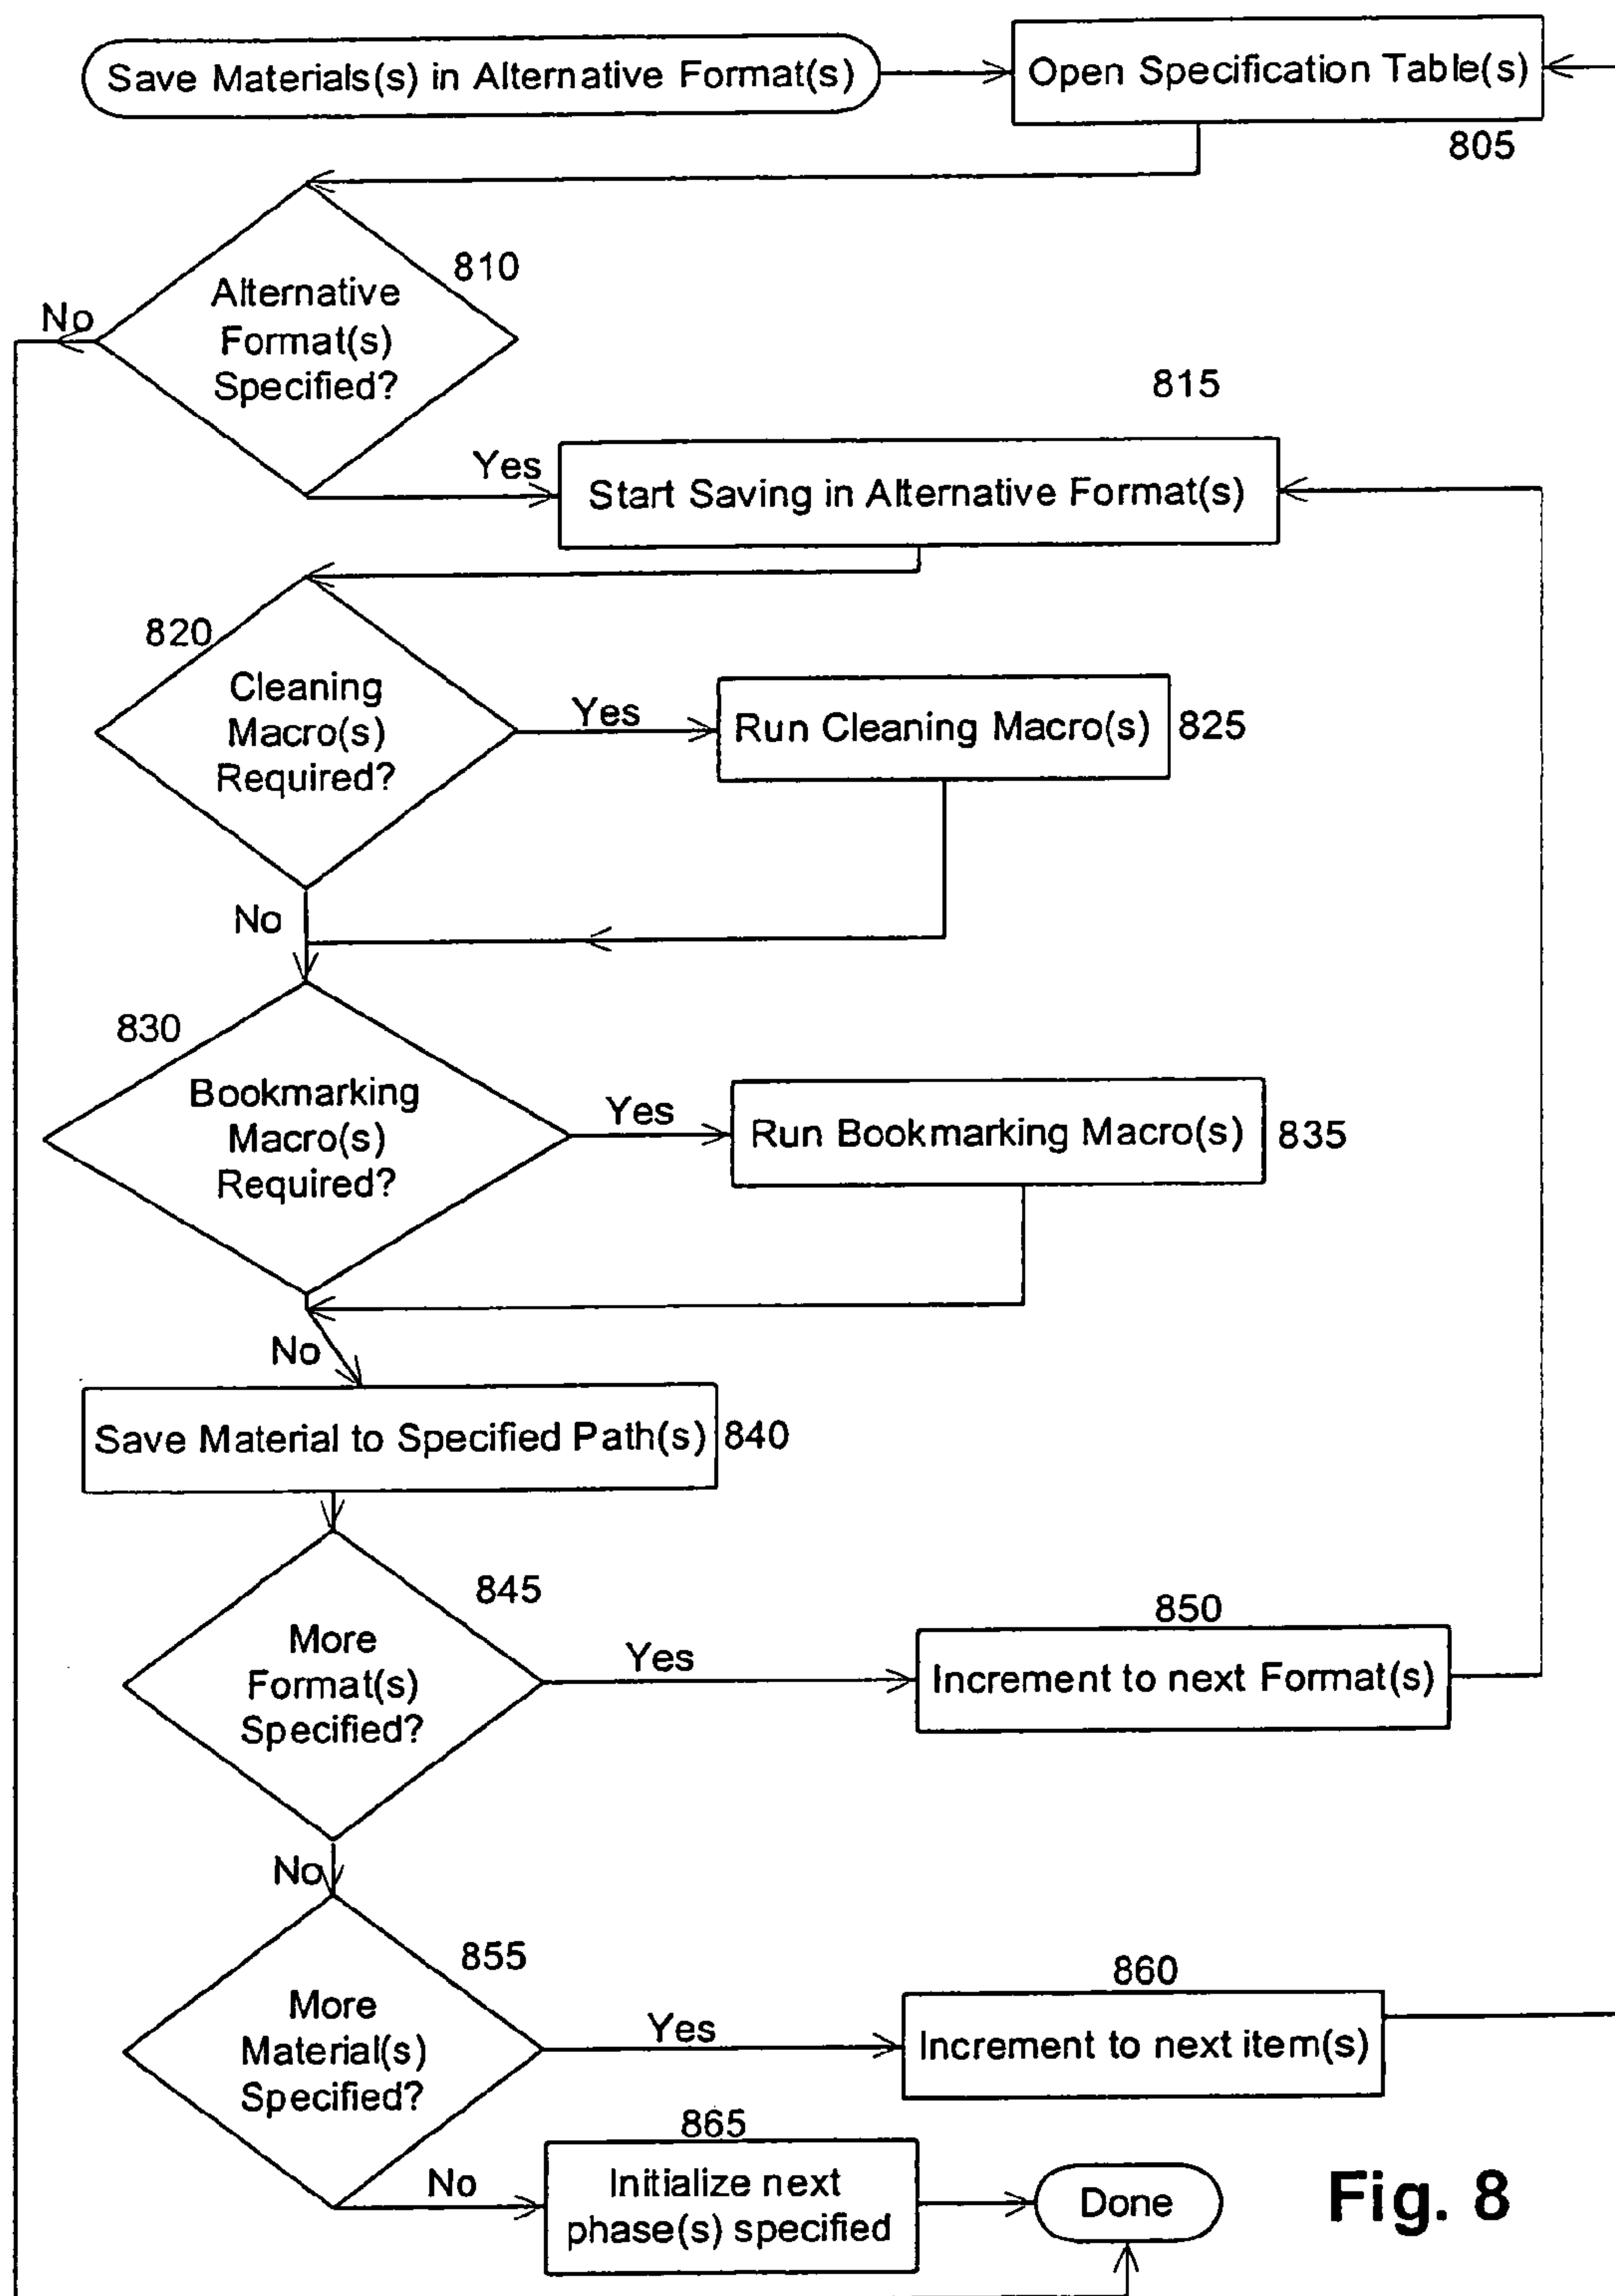 Save Materials(s) in Alternative Format(s)
Open Specification Table(s)
805
810
Alternative
Format(s)
Specified?
No
815
Yes
Start Saving in Alternative Format(s)
820
Cleaning
Macro(s)
Required?
Yes
Run Cleaning Macro(s)
825
No
830
Bookmarking
Macro(s)
Required?
Yes
Run Bookmarking Macro(s)
835
No
Save Material to Specified Path(s)
840
845
More
Format(s)
Specified?
Yes
850
Increment to next Format(s)
No
855
More
Material(s)
Specified?
Yes
860
Increment to next item(s)
865
No
Initialize next
phase(s) specified
Done
Fig. 8